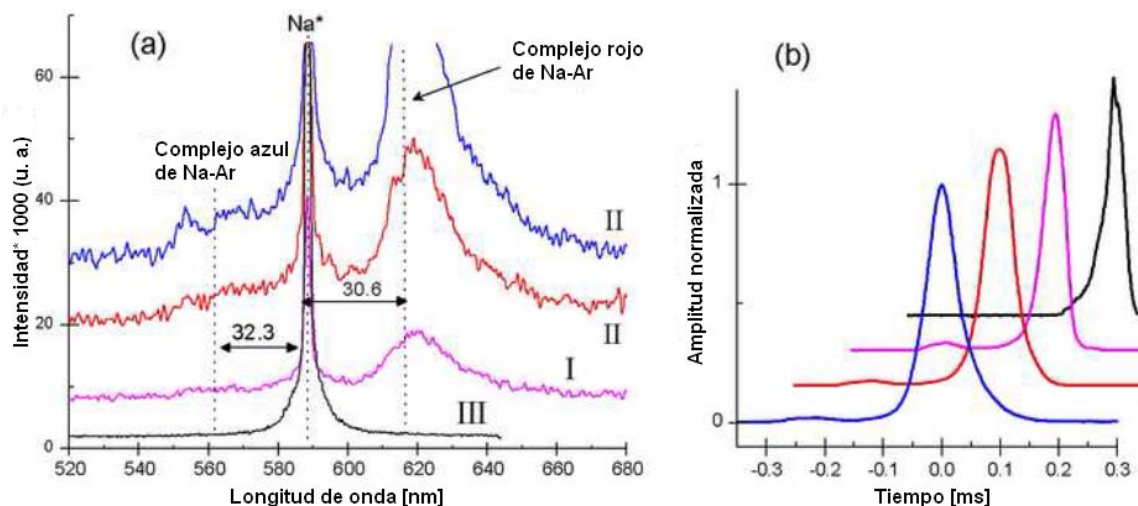 (a)
Na*
Complejo rojo
de Na-Ar
Complejo azul
de Na-Ar
60
40
20
0
Intensidad* 1000 (u. a.)
II
II
I
III
30.6
32.3
520
540
560
580
600
620
640
660
680
Longitud de onda [nm]
(b)
1
0
Amplitud normalizada
-0.3
-0.2
-0.1
0.0
0.1
0.2
0.3
Tiempo [ms]